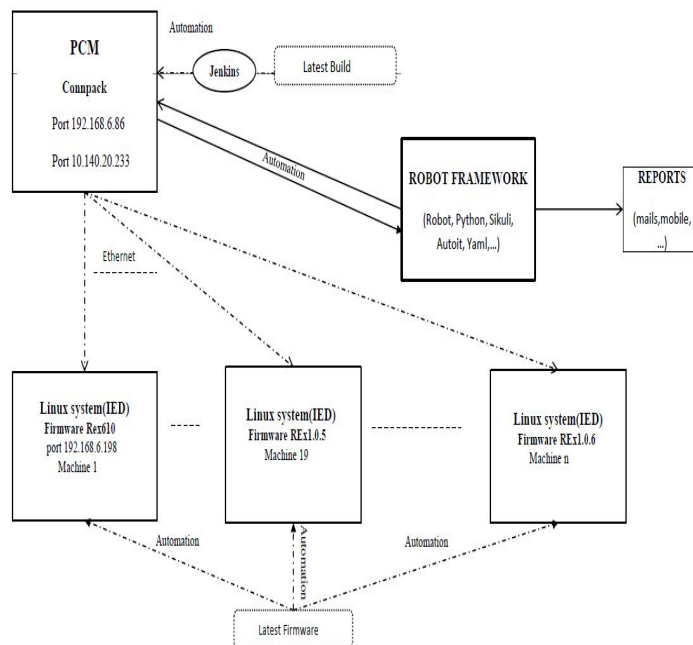 Automation
PCM
Connpack
Port 192.168.6.86
Port 10.140.20.233
Jenkins
Latest Build
Automation
ROBOT FRAMEWORK
(Robot, Python, Sikuli,
Autoit, Yaml,...)
REPORTS
(mails,mobile,
...)
Ethernet
Linux system(IED)
Firmware Rex610
port 192.168.6.198
Machine 1
Linux system(IED)
Firmware REx1.0.5
Machine 19
Linux system(IED)
Firmware REx1.0.6
Machine n
Automation
Automation
Automation
Latest Firmware